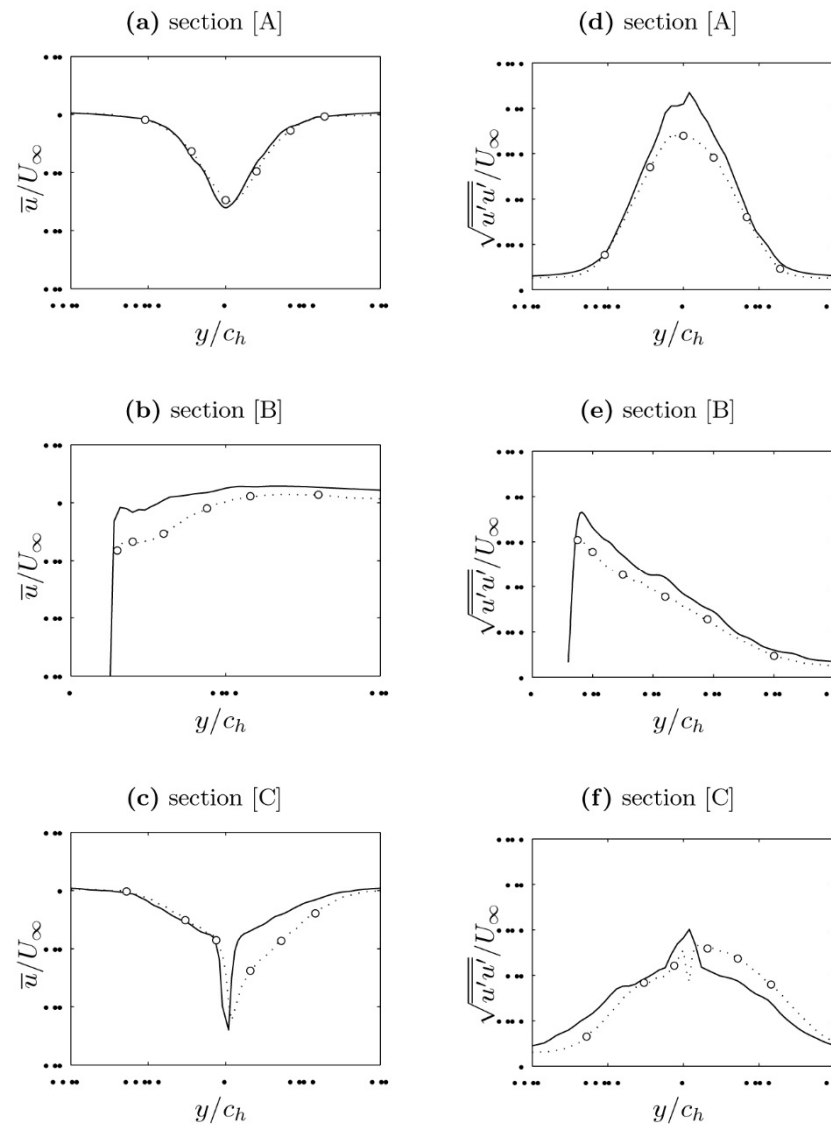 (a) section [A]
u̅/U∞
y/c_h
(b) section [B]
u̅/U∞
y/c_h
(c) section [C]
u̅/U∞
y/c_h
(d) section [A]
√u'u'/U∞
y/c_h
(e) section [B]
√u'u'/U∞
y/c_h
(f) section [C]
√u'u'/U∞
y/c_h